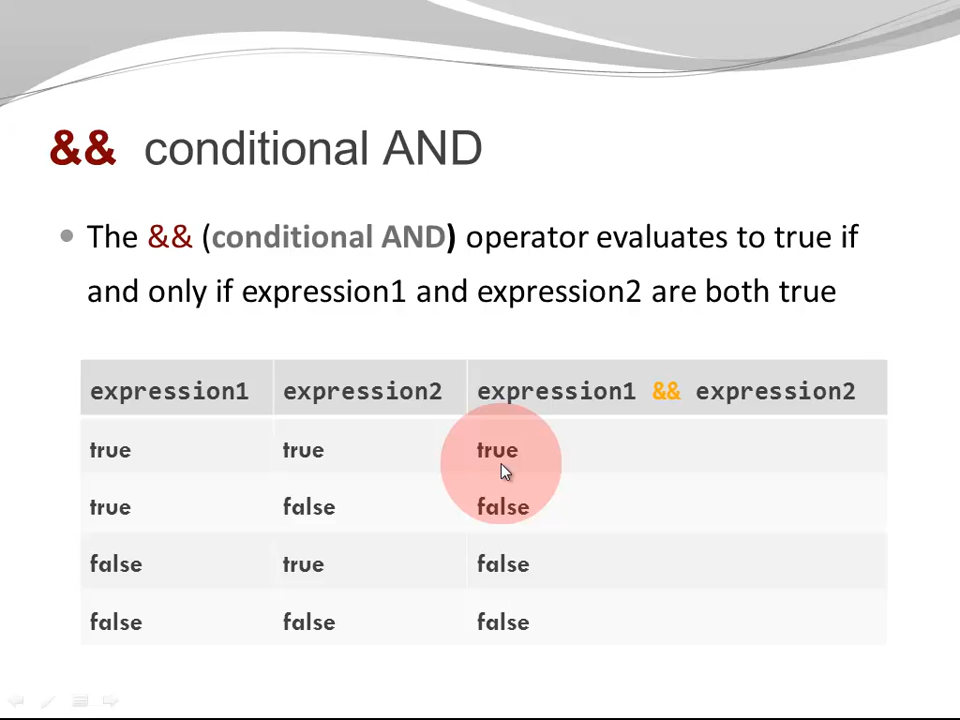 && conditional AND
• The && (conditional AND) operator evaluates to true if
and only if expression1 and expression2 are both true
expression1 expression2 expression1 && expression2
true true true
true false false
false true false
false false false